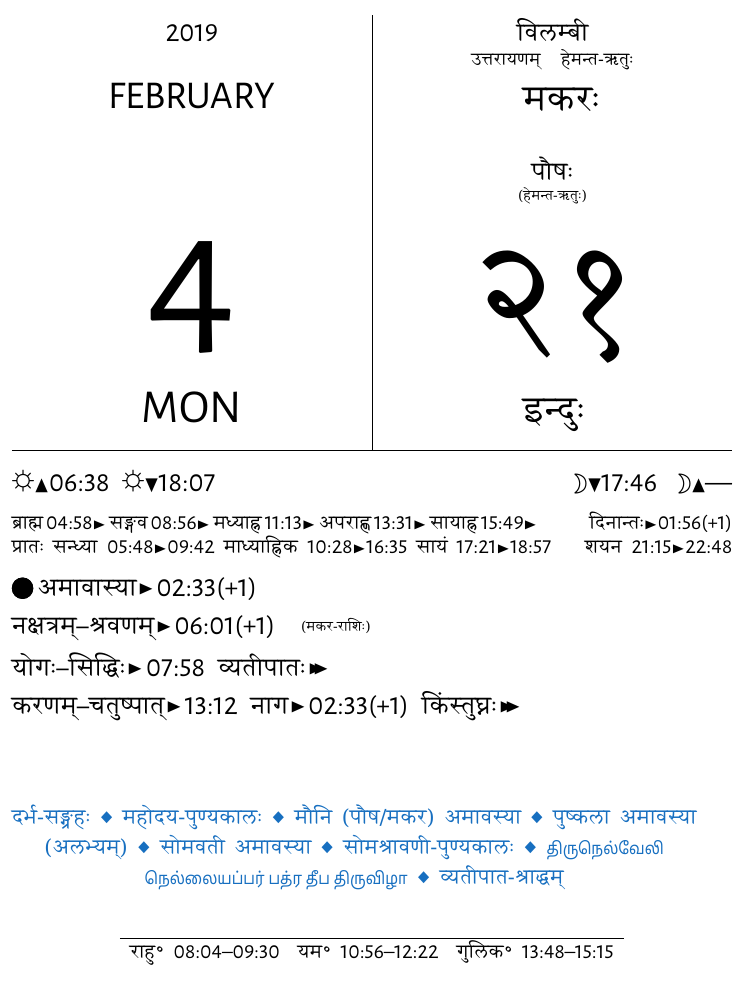 2019
FEBRUARY
4
MON
विलम्बी
उत्तरायणम् हेमन्त-ऋतुः
मकरः
पौषः
(हेमन्त-ऋतुः)
२१
इन्दुः
☼▲06:38 ☼▼18:07 ☽▼17:46 ☽▲—
ब्राह्म 04:58► सङ्गव 08:56► मध्याह्न 11:13► अपराह्ण 13:31► सायाह्न 15:49► दिनान्तः►01:56(+1)
प्रातः सन्ध्या 05:48►09:42 माध्याह्निक 10:28►16:35 सायं 17:21►18:57 शयन 21:15►22:48
●अमावास्या► 02:33(+1)
नक्षत्रम्–श्रवणम्► 06:01(+1) (मकर-राशिः)
योगः–सिद्धिः► 07:58 व्यतीपातः►►
करणम्–चतुष्पात्►13:12 नाग►02:33(+1) किंस्तुघ्नः►►
दर्भ-सङ्ग्रहः ◆ महोदय-पुण्यकालः ◆ मौनि (पौष/मकर) अमावस्या ◆ पुष्कला अमावस्या
(अलभ्यम्) ◆ सोमवती अमावस्या ◆ सोमश्रावणी-पुण्यकालः ◆ திருநெல்வேலி
நெல்லையப்பர் பத்ர தீப திருவிழா ◆ व्यतीपात-श्राद्धम्
राहु° 08:04–09:30 यम° 10:56–12:22 गुलिक° 13:48–15:15